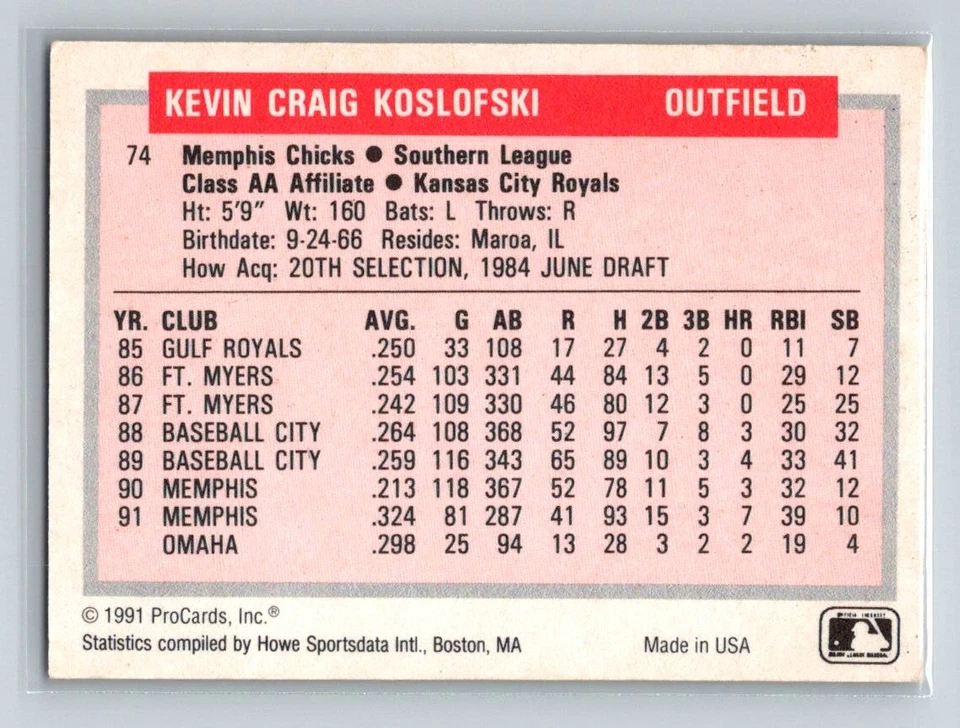 KEVIN CRAIG KOSLOFSKI OUTFIELD
74 Memphis Chicks ● Southern League
Class AA Affiliate ● Kansas City Royals
Ht: 5'9" Wt: 160 Bats: L Throws: R
Birthdate: 9-24-66 Resides: Maroa, IL
How Acq: 20TH SELECTION, 1984 JUNE DRAFT
YR. CLUB AVG. G AB R H 2B 3B HR RBI SB
85 GULF ROYALS .250 33 108 17 27 4 2 0 11 7
86 FT. MYERS .254 103 331 44 84 13 5 0 29 12
87 FT. MYERS .242 109 330 46 80 12 3 0 25 25
88 BASEBALL CITY .264 108 368 52 97 7 8 3 30 32
89 BASEBALL CITY .259 116 343 65 89 10 3 4 33 41
90 MEMPHIS .213 118 367 52 78 11 5 3 32 12
91 MEMPHIS .324 81 287 41 93 15 3 7 39 10
OMAHA .298 25 94 13 28 3 2 2 19 4
© 1991 ProCards, Inc.®
Statistics compiled by Howe Sportsdata Intl., Boston, MA Made in USA